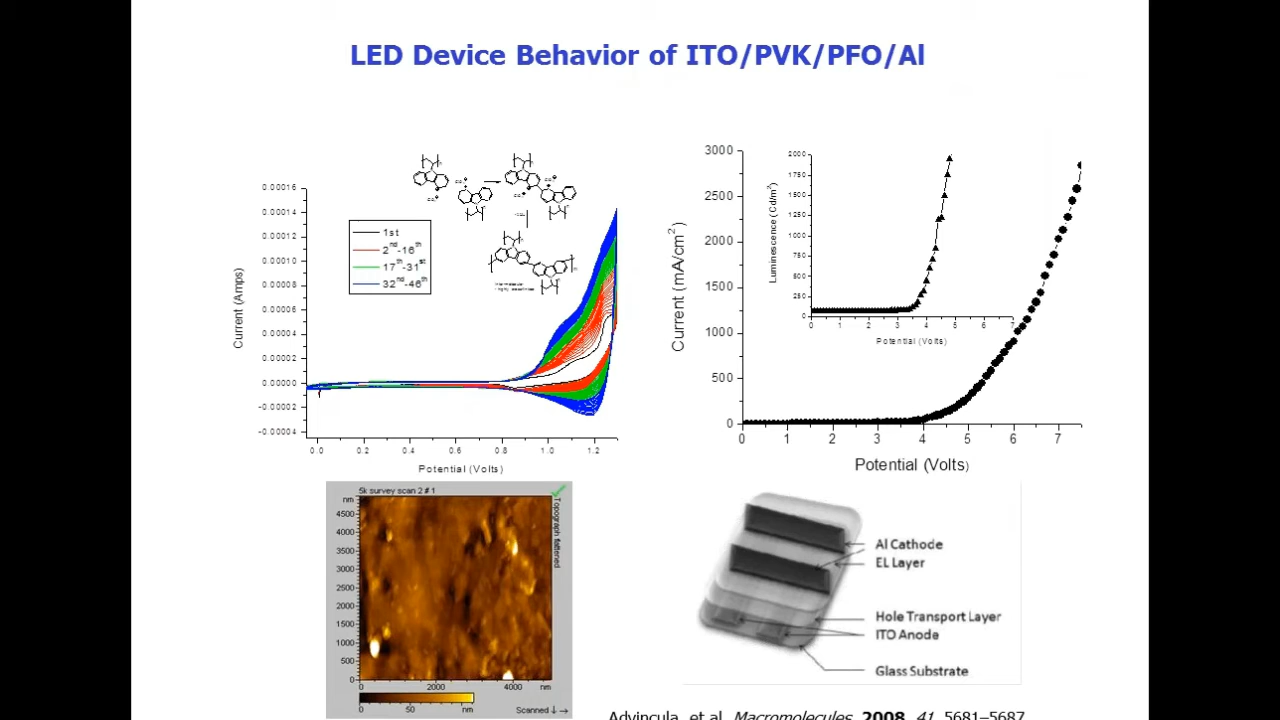 LED Device Behavior of ITO/PVK/PFO/Al
0.00016
0.00014
0.00012
0.00010
0.00008
0.00006
0.00004
0.00002
0.00000
-0.00002
-0.00004
Current (Amps)
1st
2nd-16th
17th-31st
32nd-46th
0.0 0.2 0.4 0.6 0.8 1.0 1.2
Potential (Volts)
3000
2500
2000
1500
1000
500
0
Current (mA/cm2)
0 1 2 3 4 5 6 7
Potential (Volts)
2000
1750
1500
1250
1000
750
500
250
0
Luminescence (Cd/m2)
0 1 2 3 4 5 6 7
Potential (Volts)
5k survey scan 2 # 1
nm
4500
4000
3500
3000
2500
2000
1500
1000
500
0
0 2000 4000 nm
0 50 nm
Topograph flattened
Scanned
Al Cathode
EL Layer
Hole Transport Layer
ITO Anode
Glass Substrate
Advincula, et al. Macromolecules, 2008, 41, 5681–5687